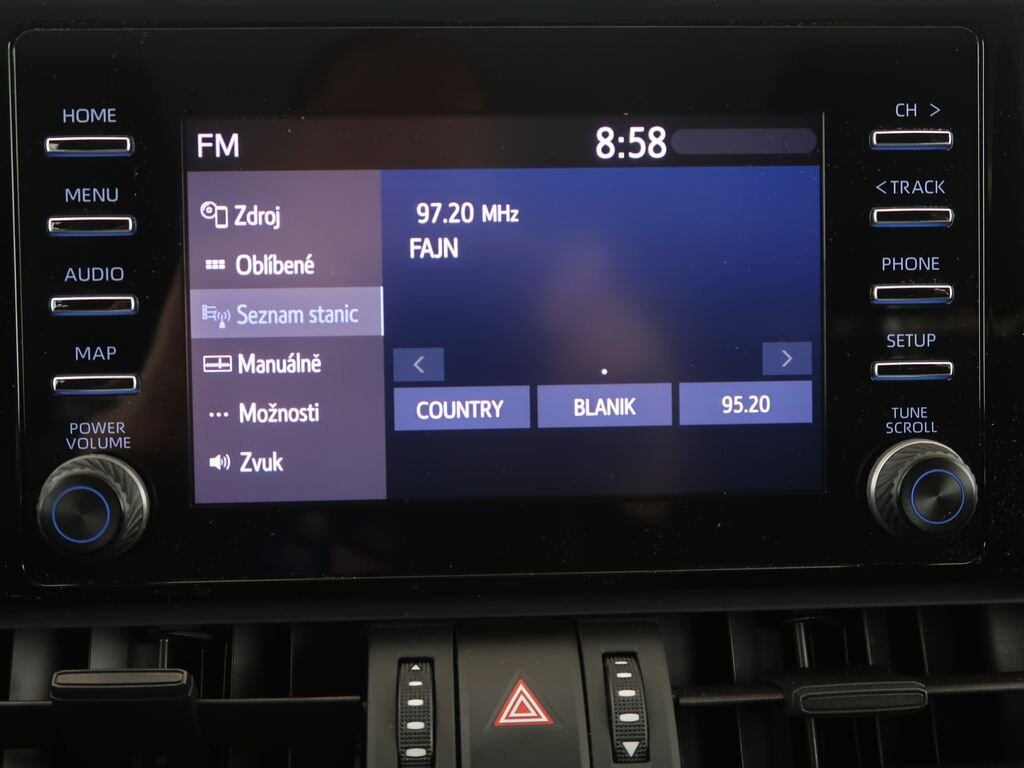 HOME
MENU
AUDIO
MAP
POWER
VOLUME
FM
8:58
Zdroj
Oblíbené
Seznam stanic
Manuálně
Možnosti
Zvuk
97.20 MHz
FAJN
<
>
COUNTRY
BLANIK
95.20
CH >
< TRACK
PHONE
SETUP
TUNE
SCROLL